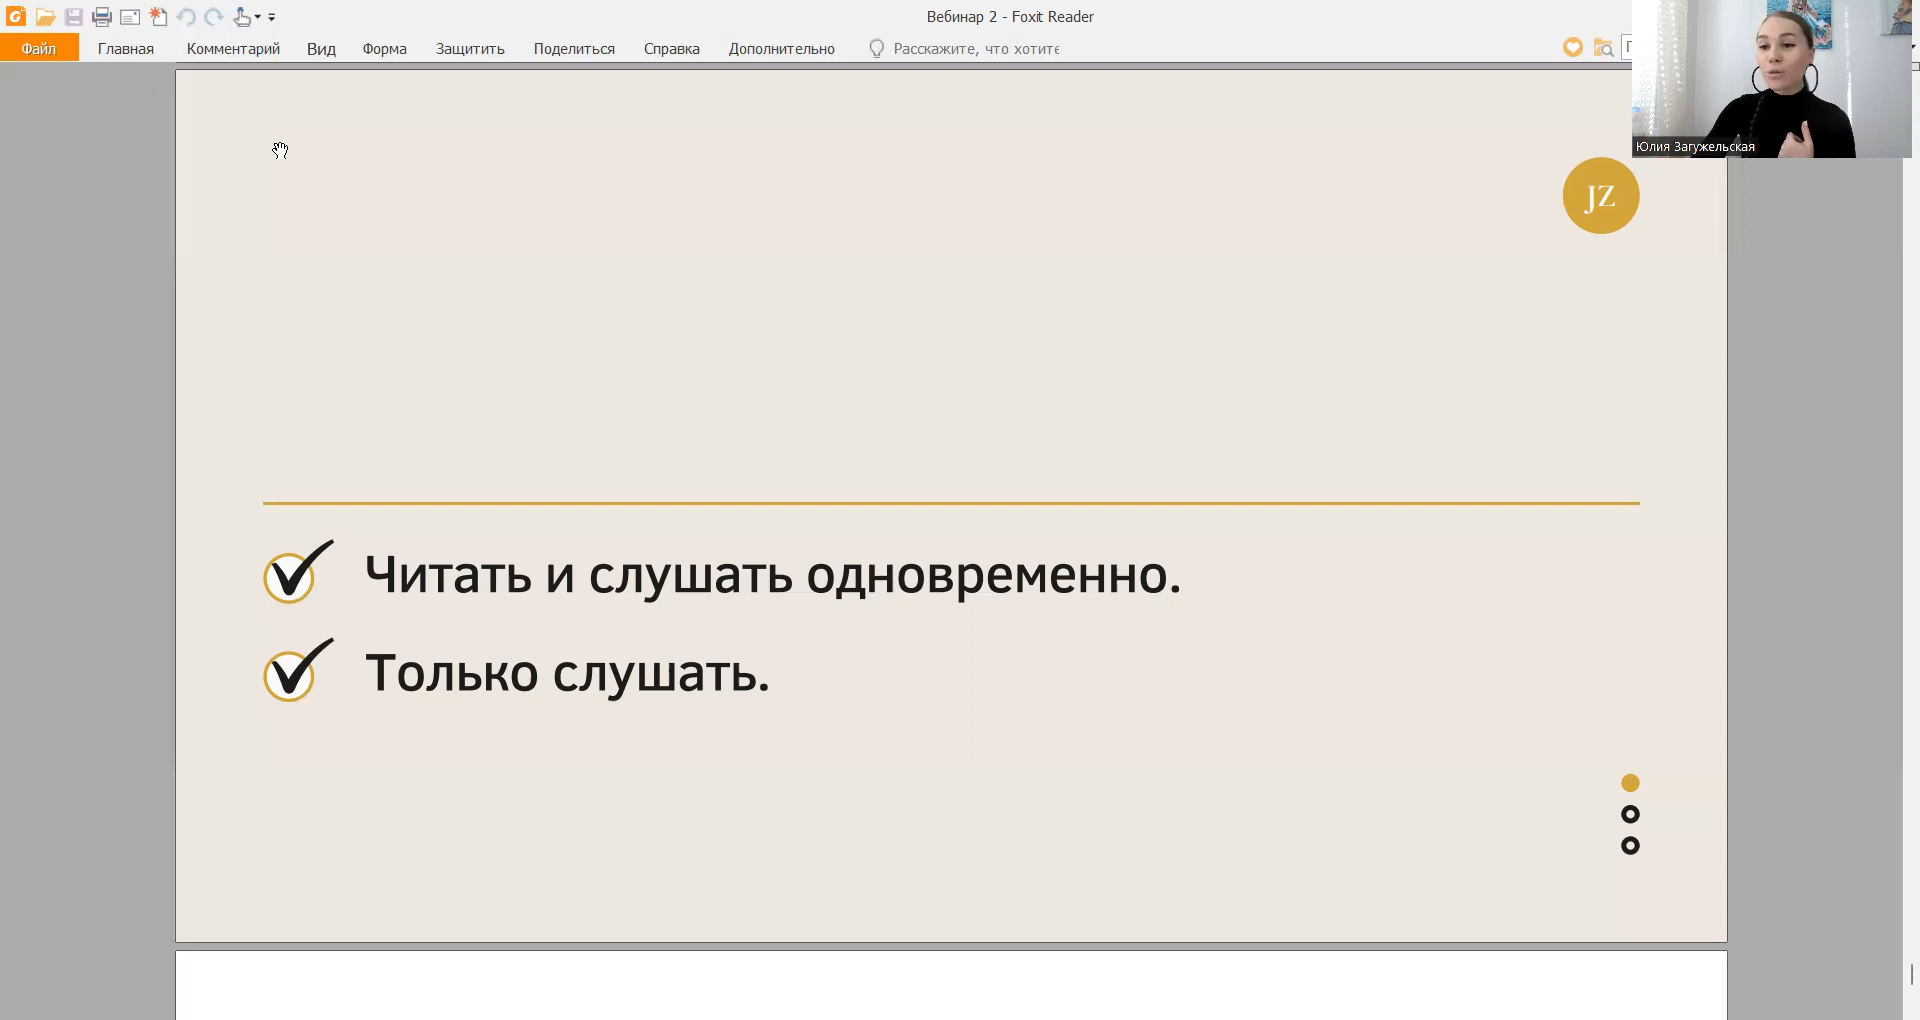 Вебинар 2 - Foxit Reader
Файл Главная Комментарий Вид Форма Защитить Поделиться Справка Дополнительно Расскажите, что хотите
Юлия Загужельская
JZ
Читать и слушать одновременно.
Только слушать.